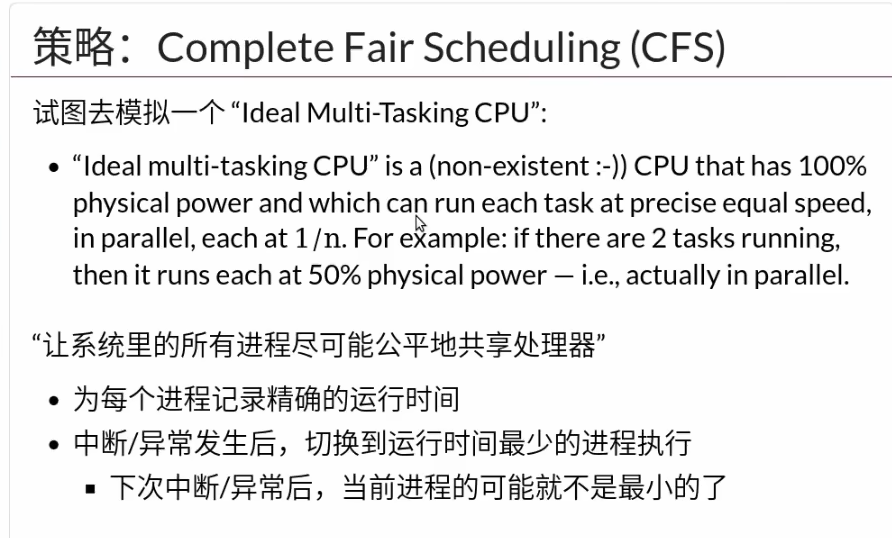 策略：Complete Fair Scheduling (CFS)
试图去模拟一个 “Ideal Multi-Tasking CPU”:
• “Ideal multi-tasking CPU” is a (non-existent :-)) CPU that has 100%
physical power and which can run each task at precise equal speed,
in parallel, each at 1/n. For example: if there are 2 tasks running,
then it runs each at 50% physical power — i.e., actually in parallel.
“让系统里的所有进程尽可能公平地共享处理器”
• 为每个进程记录精确的运行时间
• 中断/异常发生后，切换到运行时间最少的进程执行
▪ 下次中断/异常后，当前进程的可能就不是最小的了